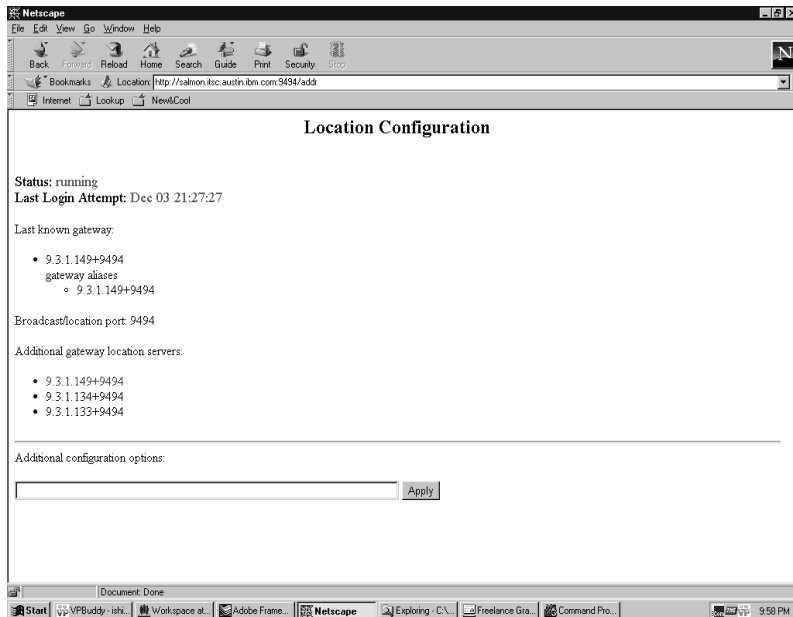 Netscape
File Edit View Go Window Help
Back Forward Reload Home Search Guide Print Security Stop
N
Bookmarks Location: http://salmon.itsc.austin.ibm.com:9494/addr
Internet Lookup New&Cool
Location Configuration
Status: running
Last Login Attempt: Dec 03 21:27:27
Last known gateway:
• 9.3.1.149+9494
gateway aliases
◦ 9.3.1.149+9494
Broadcast/location port: 9494
Additional gateway location servers:
• 9.3.1.149+9494
• 9.3.1.134+9494
• 9.3.1.133+9494
Additional configuration options:
Apply
Document: Done
Start VPBuddy - ishi... Workspace at... Adobe Frame... Netscape Exploring - C:\... Freelance Gra... Command Pro... 9:58 PM